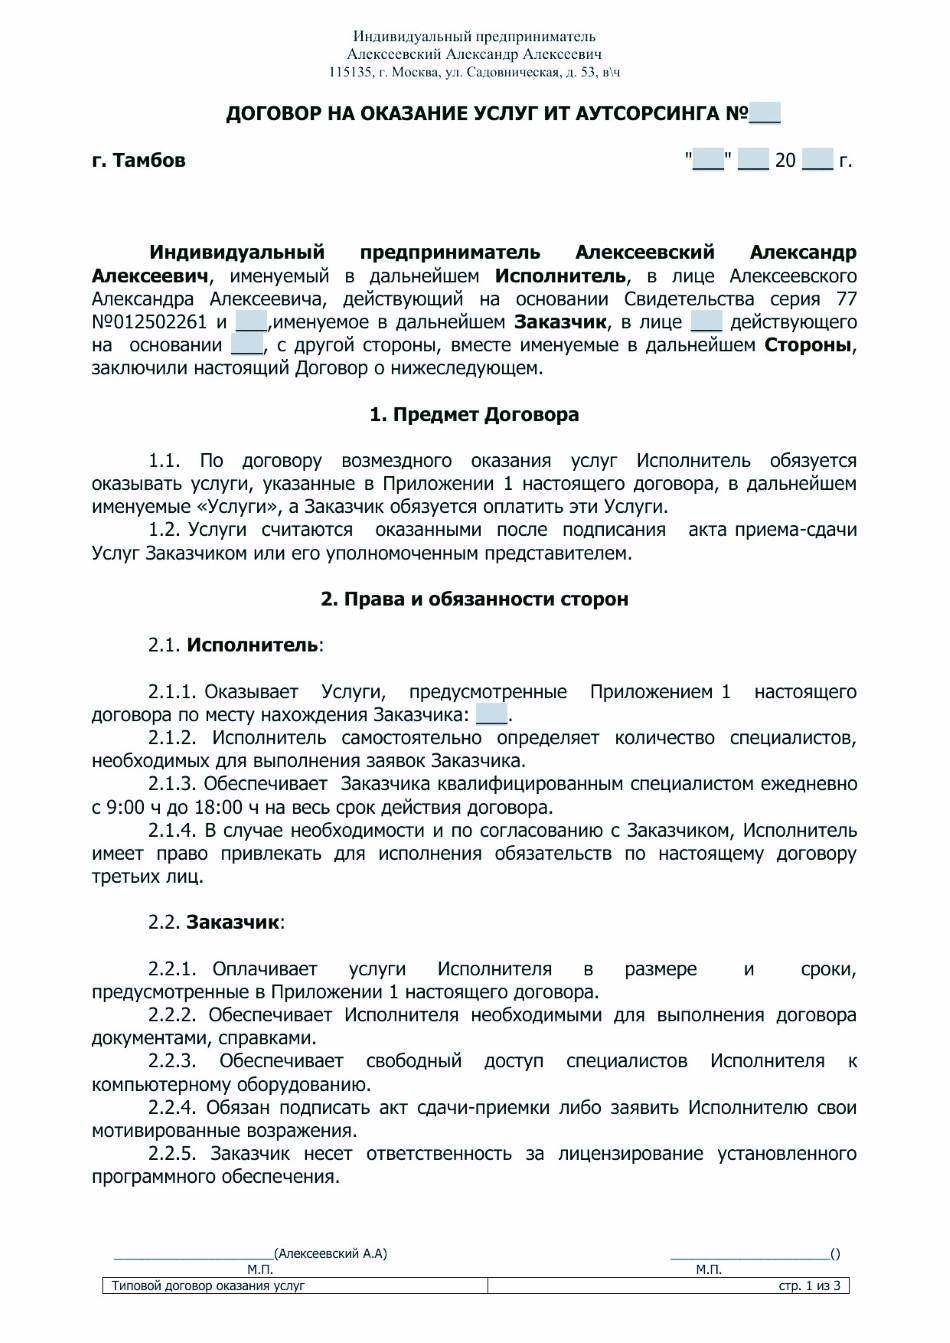 Индивидуальный предприниматель
Алексеевский Александр Алексеевич
115135, г. Москва, ул. Садовническая, д. 53, в\ч
ДОГОВОР НА ОКАЗАНИЕ УСЛУГ ИТ АУТСОРСИНГА №___
г. Тамбов "___" ___ 20 ___ г.
Индивидуальный предприниматель Алексеевский Александр
Алексеевич, именуемый в дальнейшем Исполнитель, в лице Алексеевского
Александра Алексеевича, действующий на основании Свидетельства серия 77
№012502261 и ___,именуемое в дальнейшем Заказчик, в лице ___ действующего
на основании ___, с другой стороны, вместе именуемые в дальнейшем Стороны,
заключили настоящий Договор о нижеследующем.
1. Предмет Договора
1.1. По договору возмездного оказания услуг Исполнитель обязуется
оказывать услуги, указанные в Приложении 1 настоящего договора, в дальнейшем
именуемые «Услуги», а Заказчик обязуется оплатить эти Услуги.
1.2. Услуги считаются оказанными после подписания акта приема-сдачи
Услуг Заказчиком или его уполномоченным представителем.
2. Права и обязанности сторон
2.1. Исполнитель:
2.1.1. Оказывает Услуги, предусмотренные Приложением 1 настоящего
договора по месту нахождения Заказчика: ___.
2.1.2. Исполнитель самостоятельно определяет количество специалистов,
необходимых для выполнения заявок Заказчика.
2.1.3. Обеспечивает Заказчика квалифицированным специалистом ежедневно
с 9:00 ч до 18:00 ч на весь срок действия договора.
2.1.4. В случае необходимости и по согласованию с Заказчиком, Исполнитель
имеет право привлекать для исполнения обязательств по настоящему договору
третьих лиц.
2.2. Заказчик:
2.2.1. Оплачивает услуги Исполнителя в размере и сроки,
предусмотренные в Приложении 1 настоящего договора.
2.2.2. Обеспечивает Исполнителя необходимыми для выполнения договора
документами, справками.
2.2.3. Обеспечивает свободный доступ специалистов Исполнителя к
компьютерному оборудованию.
2.2.4. Обязан подписать акт сдачи-приемки либо заявить Исполнителю свои
мотивированные возражения.
2.2.5. Заказчик несет ответственность за лицензирование установленного
программного обеспечения.
____________________(Алексеевский А.А) ____________________()
М.П. М.П.
Типовой договор оказания услуг стр. 1 из 3